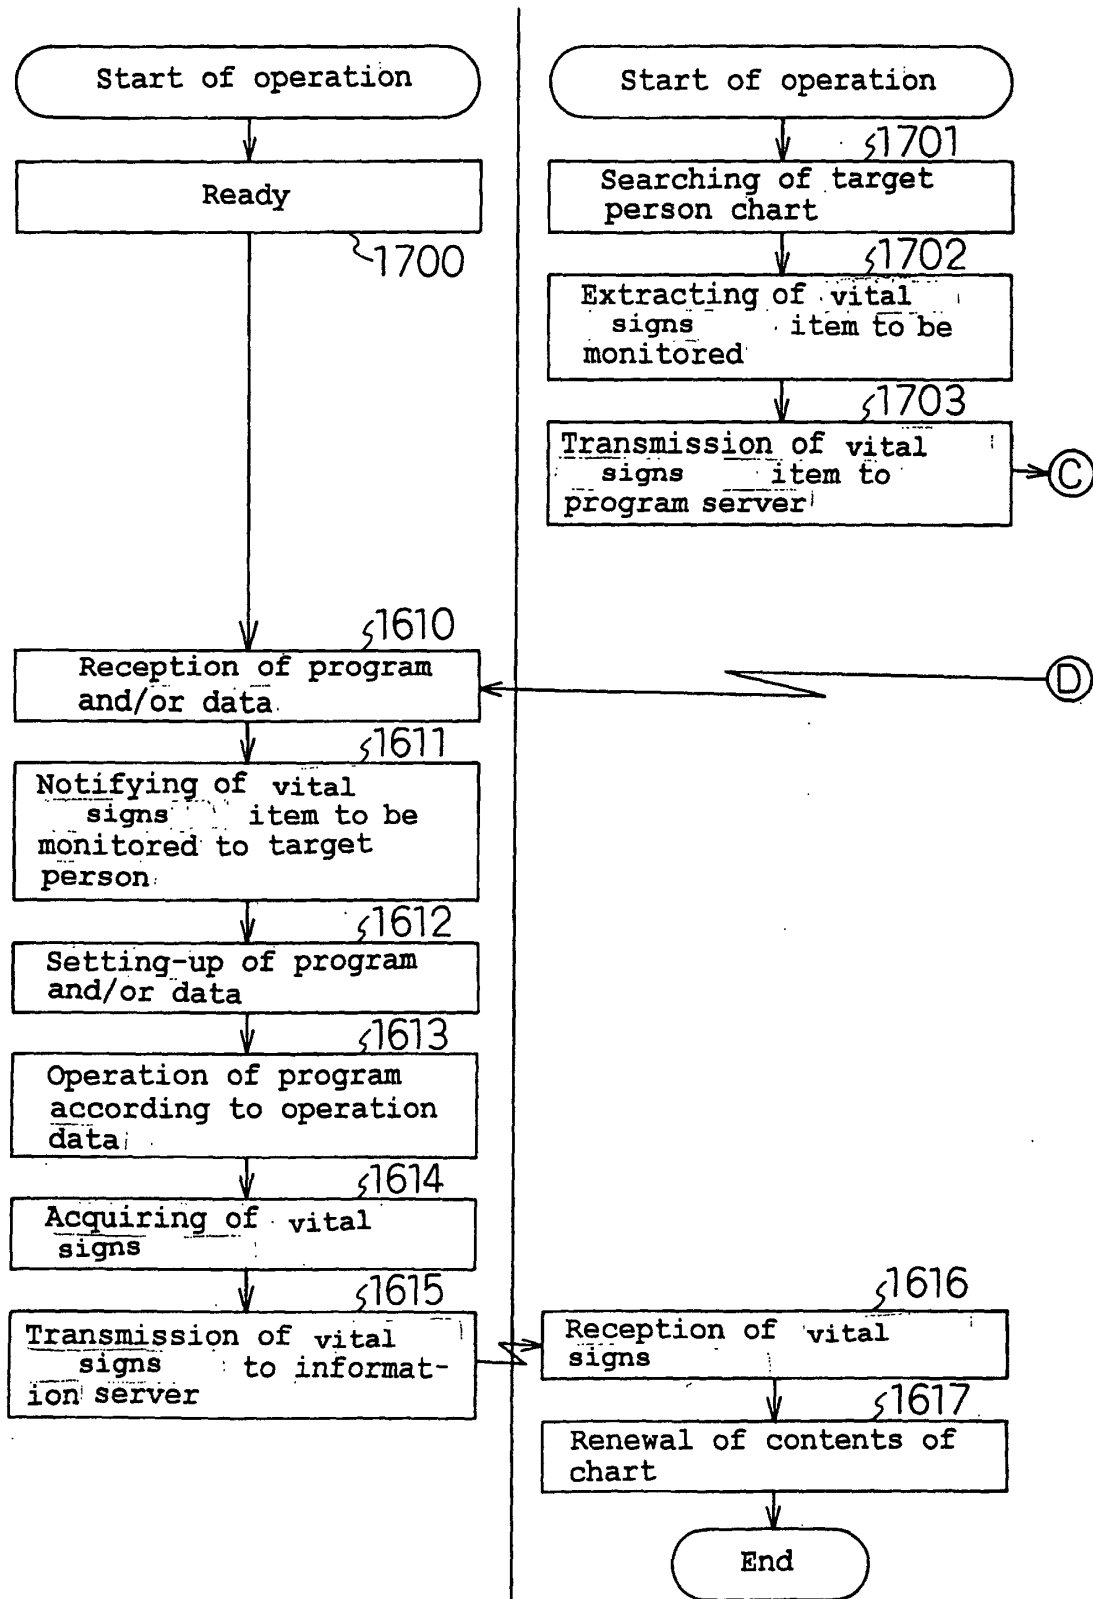 Start of operation
Ready
1700
1610
Reception of program
and/or data
1611
Notifying of vital
signs item to be
monitored to target
person
1612
Setting-up of program
and/or data
1613
Operation of program
according to operation
data
1614
Acquiring of vital
signs
1615
Transmission of vital
signs to informat-
ion server
Start of operation
1701
Searching of target
person chart
1702
Extracting of vital
signs item to be
monitored
1703
Transmission of vital
signs item to
program server
C
D
1616
Reception of vital
signs
1617
Renewal of contents of
chart
End